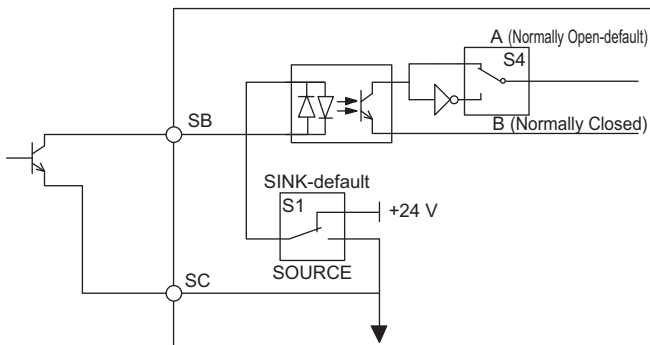 A (Normally Open-default)
S4
SB
B (Normally Closed)
SINK-default
S1
+24 V
SOURCE
SC